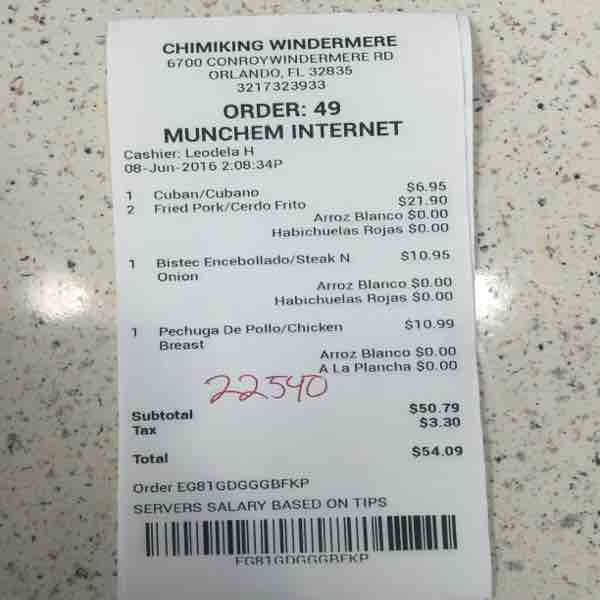 CHIMIKING WINDERMERE
6700 CONROYWINDERMERE RD
ORLANDO, FL 32835
3217323933
ORDER: 49
MUNCHEM INTERNET
Cashier: Leodela H
08-Jun-2016 2:08:34P
1 Cuban/Cubano $6.95
2 Fried Pork/Cerdo Frito $21.90
Arroz Blanco $0.00
Habichuelas Rojas $0.00
1 Bistec Encebollado/Steak N $10.95
Onion
Arroz Blanco $0.00
Habichuelas Rojas $0.00
1 Pechuga De Pollo/Chicken $10.99
Breast
Arroz Blanco $0.00
A La Plancha $0.00
22540
Subtotal $50.79
Tax $3.30
Total $54.09
Order EG81GDGGGBFKP
SERVERS SALARY BASED ON TIPS
EG81GDGGGBFKP